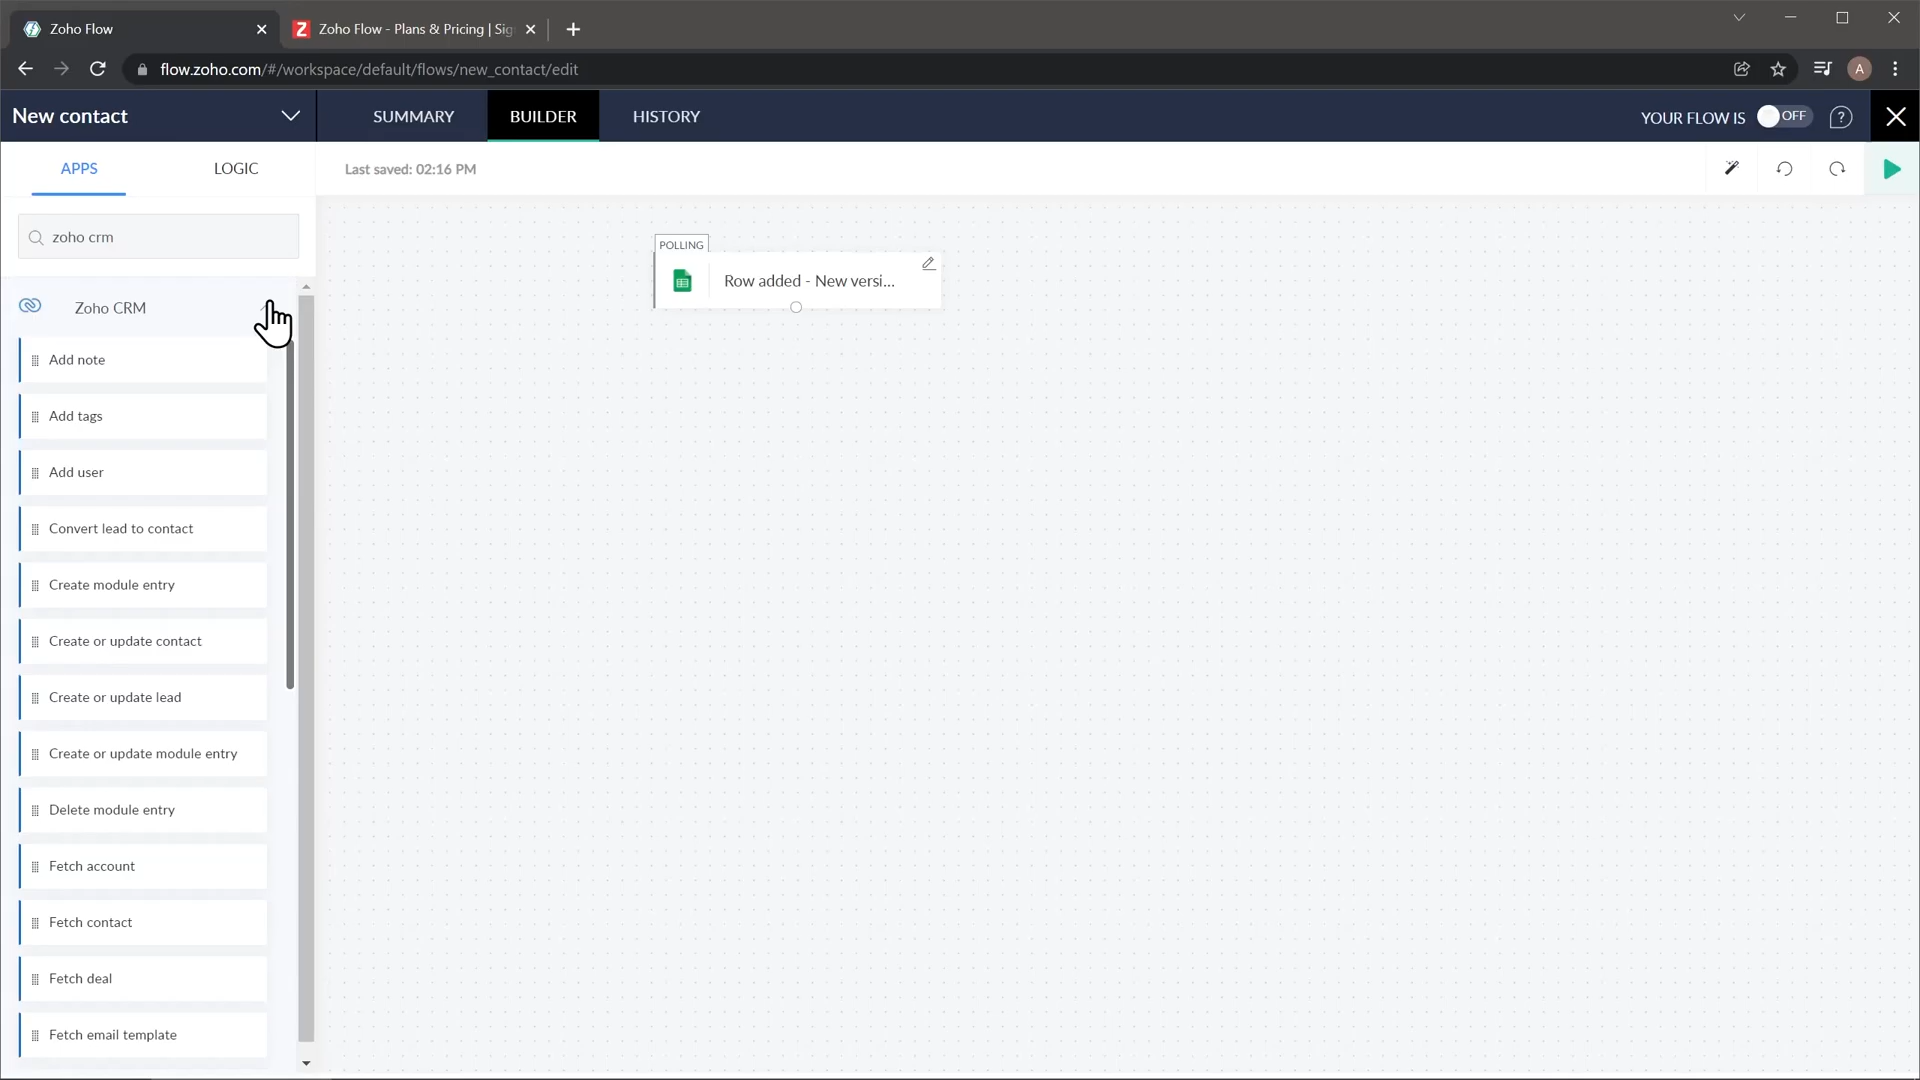 Zoho Flow
Zoho Flow - Plans & Pricing | Sig
flow.zoho.com/#/workspace/default/flows/new_contact/edit
A
New contact
SUMMARY
BUILDER
HISTORY
YOUR FLOW IS
OFF
?
APPS
LOGIC
Last saved: 02:16 PM
zoho crm
POLLING
Row added - New versi...
Zoho CRM
Add note
Add tags
Add user
Convert lead to contact
Create module entry
Create or update contact
Create or update lead
Create or update module entry
Delete module entry
Fetch account
Fetch contact
Fetch deal
Fetch email template